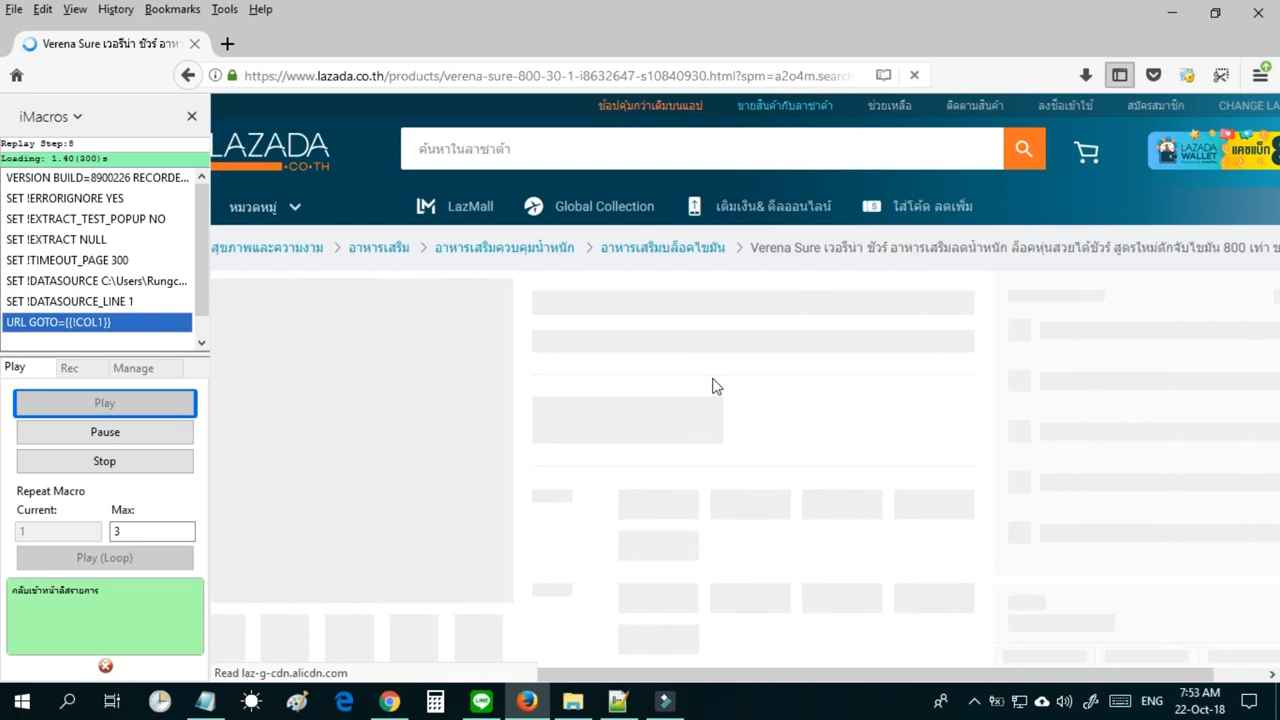 File Edit View History Bookmarks Tools Help
Verena Sure เวอรีน่า ชัวร์ อาหา
https://www.lazada.co.th/products/verena-sure-800-30-1-i8632647-s10840930.html?spm=a2o4m.search
iMacros
Replay Step:8
Loading: 1.40(300)s
VERSION BUILD=8900226 RECORDE...
SET !ERRORIGNORE YES
SET !EXTRACT_TEST_POPUP NO
SET !EXTRACT NULL
SET !TIMEOUT_PAGE 300
SET !DATASOURCE C:\Users\Rungc...
SET !DATASOURCE_LINE 1
URL GOTO={{!COL1}}
Play Rec Manage
Play
Pause
Stop
Repeat Macro
Current: Max:
1 3
Play (Loop)
กลับเข้าหน้าลิสรายการ
ช้อปคุ้มกว่าเดิมบนแอป ขายสินค้ากับลาซาด้า ช่วยเหลือ ติดตามสินค้า ลงชื่อเข้าใช้ สมัครสมาชิก CHANGE LA
LAZADA
.CO.TH
ค้นหาในลาซาด้า
LAZADA WALLET แคชแบ็ก
หมวดหมู่ LazMall Global Collection เติมเงิน& ดีลออนไลน์ ใส่โค้ด ลดเพิ่ม
สุขภาพและความงาม > อาหารเสริม > อาหารเสริมควบคุมน้ำหนัก > อาหารเสริมบล็อคไขมัน > Verena Sure เวอรีน่า ชัวร์ อาหารเสริมลดน้ำหนัก ล็อคหุ่นสวยได้ชัวร์ สูตรใหม่ดักจับไขมัน 800 เท่า ข
Read laz-g-cdn.alicdn.com
ENG
7:53 AM
22-Oct-18